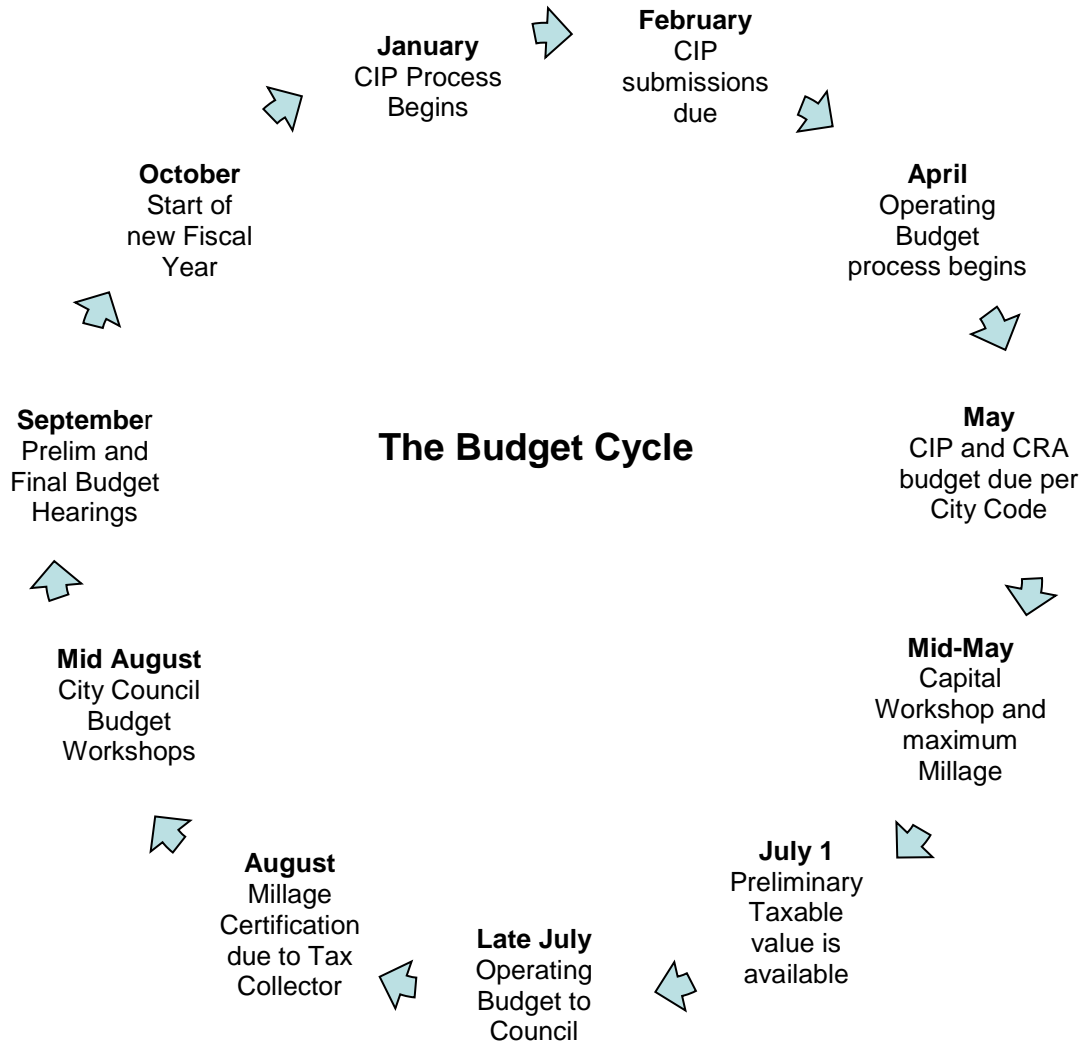 The Budget Cycle
January
CIP Process
Begins
February
CIP
submissions
due
April
Operating
Budget
process begins
May
CIP and CRA
budget due per
City Code
Mid-May
Capital
Workshop and
maximum
Millage
July 1
Preliminary
Taxable
value is
available
Late July
Operating
Budget to
Council
August
Millage
Certification
due to Tax
Collector
Mid August
City Council
Budget
Workshops
September
Prelim and
Final Budget
Hearings
October
Start of
new Fiscal
Year